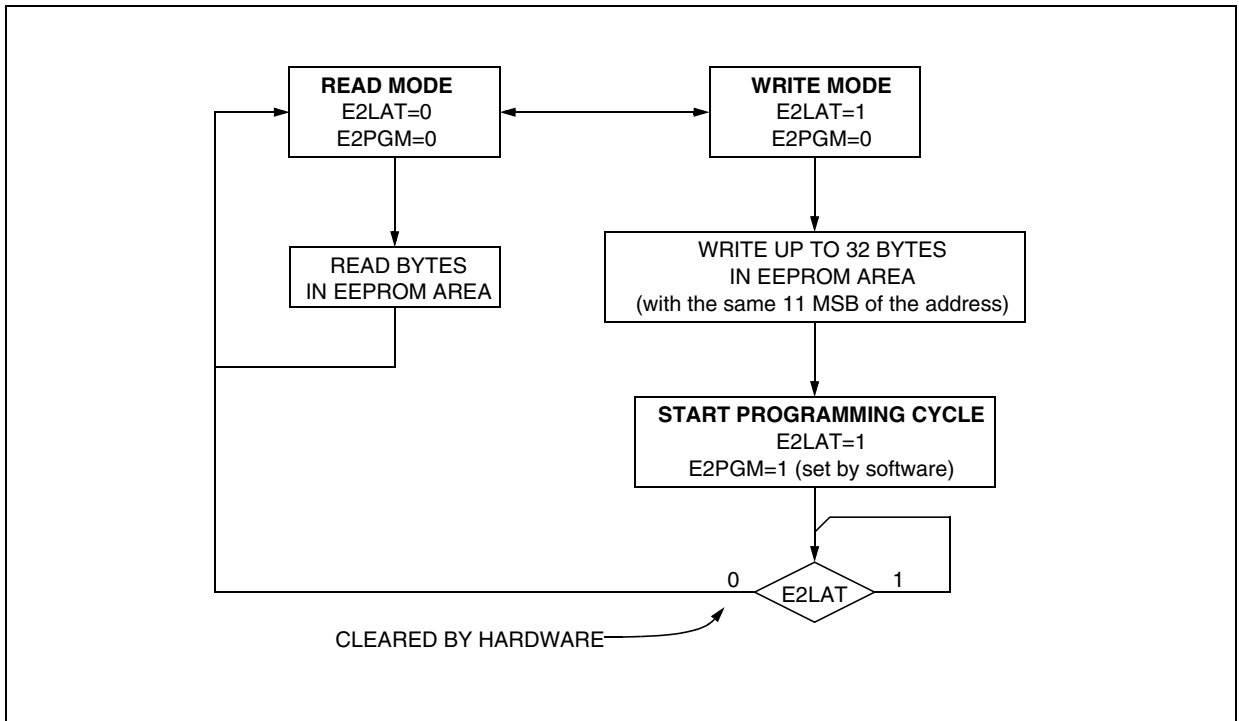 READ MODE
E2LAT=0
E2PGM=0
WRITE MODE
E2LAT=1
E2PGM=0
READ BYTES
IN EEPROM AREA
WRITE UP TO 32 BYTES
IN EEPROM AREA
(with the same 11 MSB of the address)
START PROGRAMMING CYCLE
E2LAT=1
E2PGM=1 (set by software)
0
E2LAT
1
CLEARED BY HARDWARE